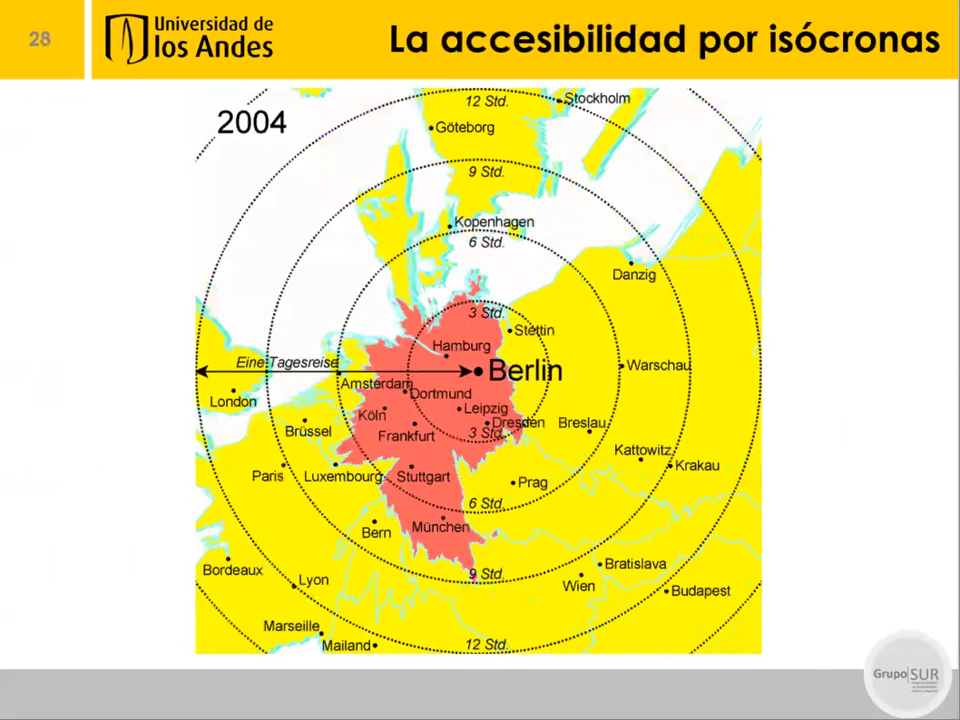 28
Universidad de
los Andes
La accesibilidad por isócronas
2004
12 Std.
Stockholm
Göteborg
9 Std.
Kopenhagen
6 Std.
Danzig
3 Std.
Stettin
Hamburg
Eine Tagesreise
Berlin
Warschau
Amsterdam
Dortmund
London
Köln
Leipzig
Dresden
Breslau
Brüssel
Frankfurt
3 Std.
Kattowitz
Krakau
Paris
Luxembourg
Stuttgart
Prag
6 Std.
München
Bern
Bordeaux
9 Std.
Bratislava
Lyon
Wien
Budapest
Marseille
Mailand
12 Std.
Grupo SUR